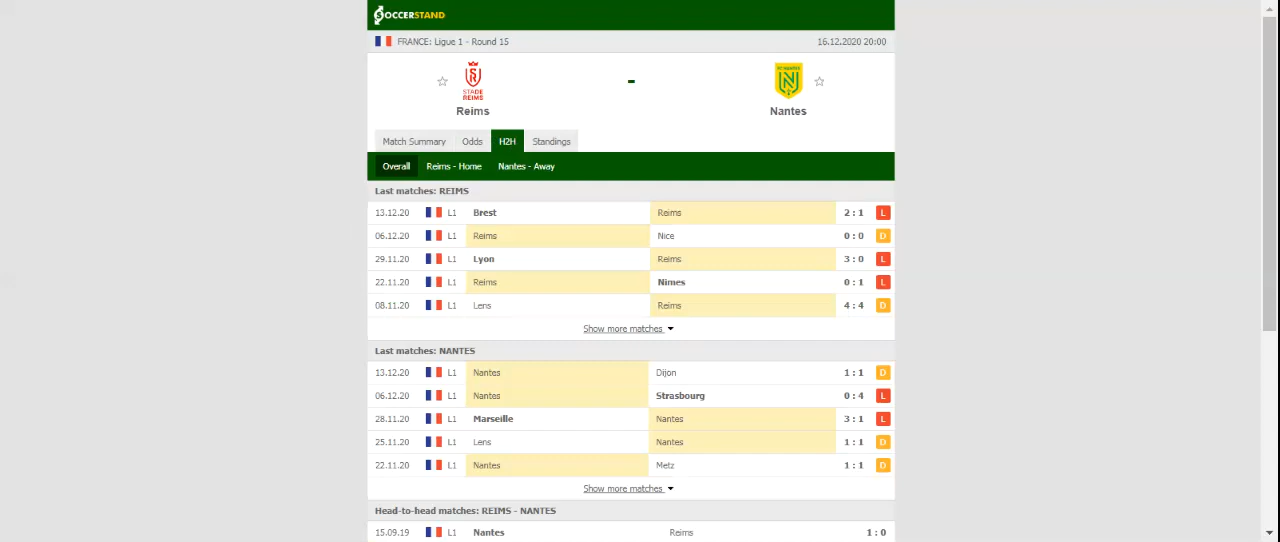 SOCCERSTAND
FRANCE: Ligue 1 - Round 15 16.12.2020 20:00
STADE
REIMS
FC NANTES
N
-
Reims Nantes
Match Summary Odds H2H Standings
Overall Reims - Home Nantes - Away
Last matches: REIMS
13.12.20 L1 Brest Reims 2 : 1 L
06.12.20 L1 Reims Nice 0 : 0 D
29.11.20 L1 Lyon Reims 3 : 0 L
22.11.20 L1 Reims Nimes 0 : 1 L
08.11.20 L1 Lens Reims 4 : 4 D
Show more matches
Last matches: NANTES
13.12.20 L1 Nantes Dijon 1 : 1 D
06.12.20 L1 Nantes Strasbourg 0 : 4 L
28.11.20 L1 Marseille Nantes 3 : 1 L
25.11.20 L1 Lens Nantes 1 : 1 D
22.11.20 L1 Nantes Metz 1 : 1 D
Show more matches
Head-to-head matches: REIMS - NANTES
15.09.19 L1 Nantes Reims 1 : 0